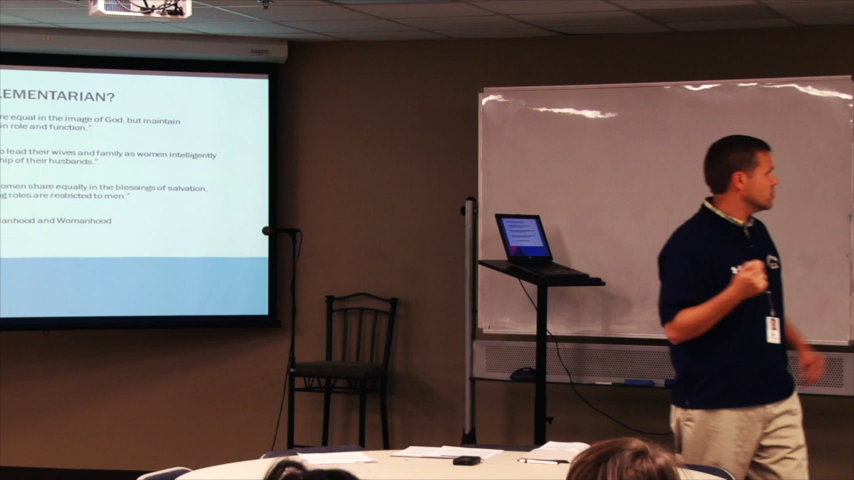 LEMENTARIAN?
re equal in the image of God, but maintain
in role and function."
o lead their wives and family as women intelligently
hip of their husbands."
omen share equally in the blessings of salvation,
g roles are restricted to men."
anhood and Womanhood